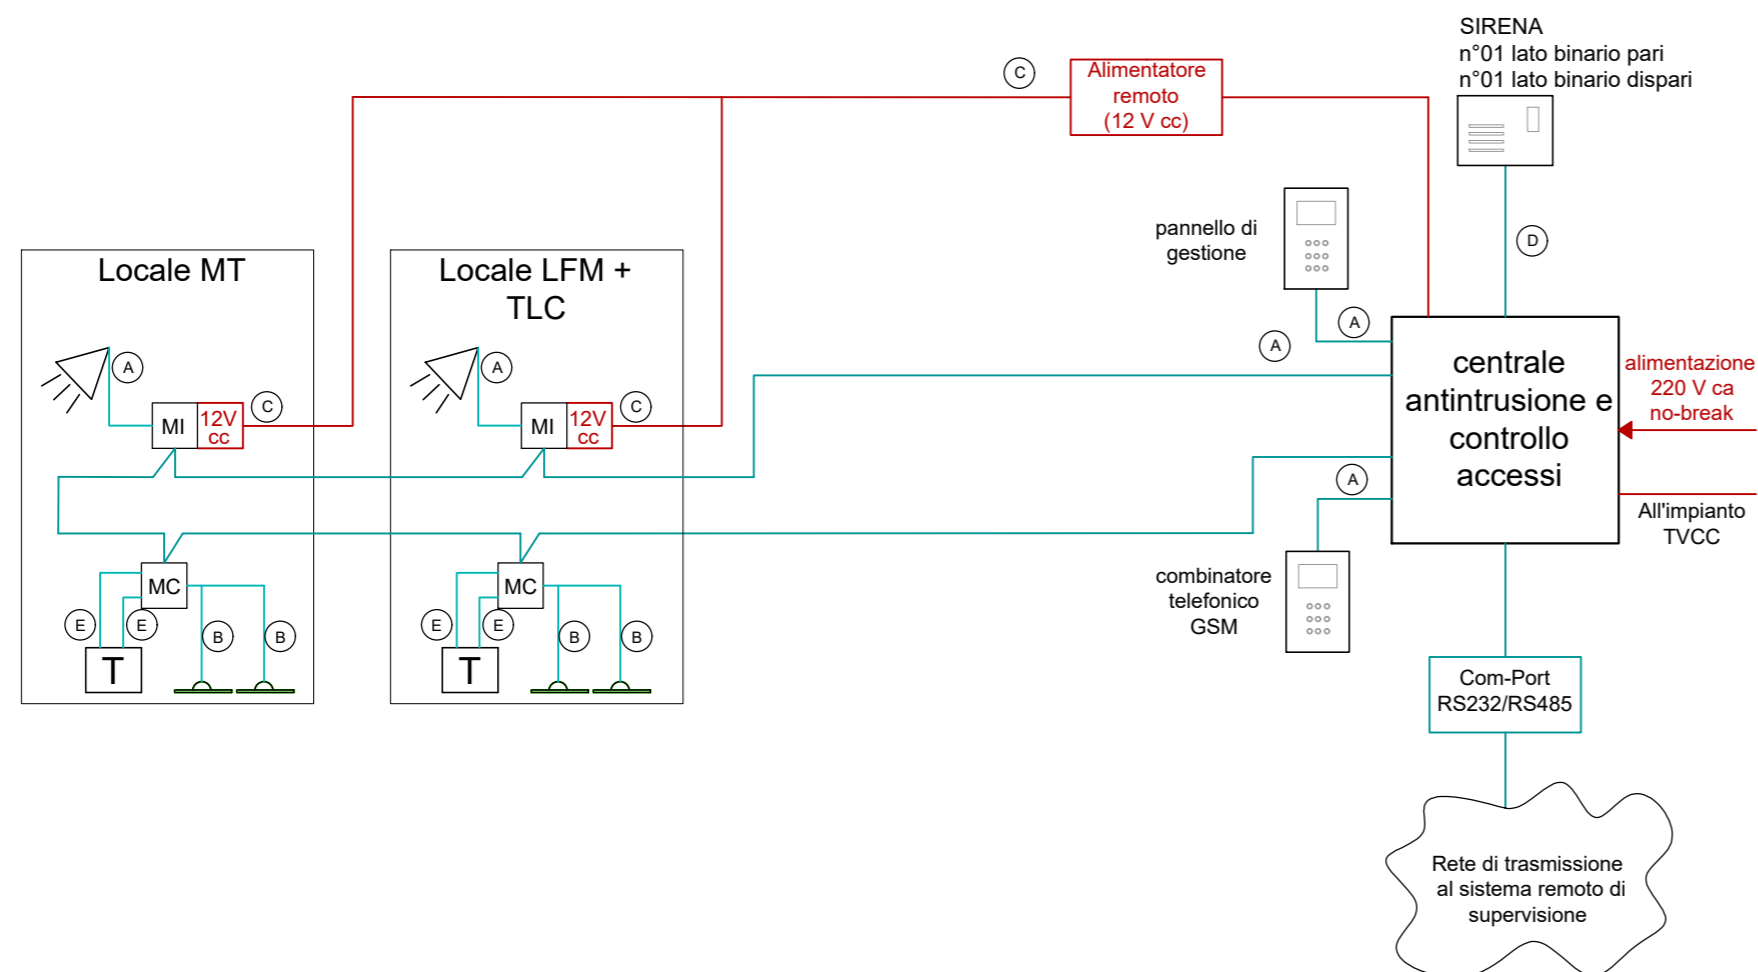 SIRENA
n°01 lato binario pari
n°01 lato binario dispari
C
Alimentatore
remoto
(12 V cc)
pannello di
gestione
D
A
A
Locale MT
A
MI
12V
cc
C
Locale LFM +
TLC
A
MI
12V
cc
C
centrale
antintrusione e
controllo
accessi
alimentazione
220 V ca
no-break
All'impianto
TVCC
A
MC
E
E
B
B
T
MC
E
E
B
B
T
combinatore
telefonico
GSM
Com-Port
RS232/RS485
Rete di trasmissione
al sistema remoto di
supervisione